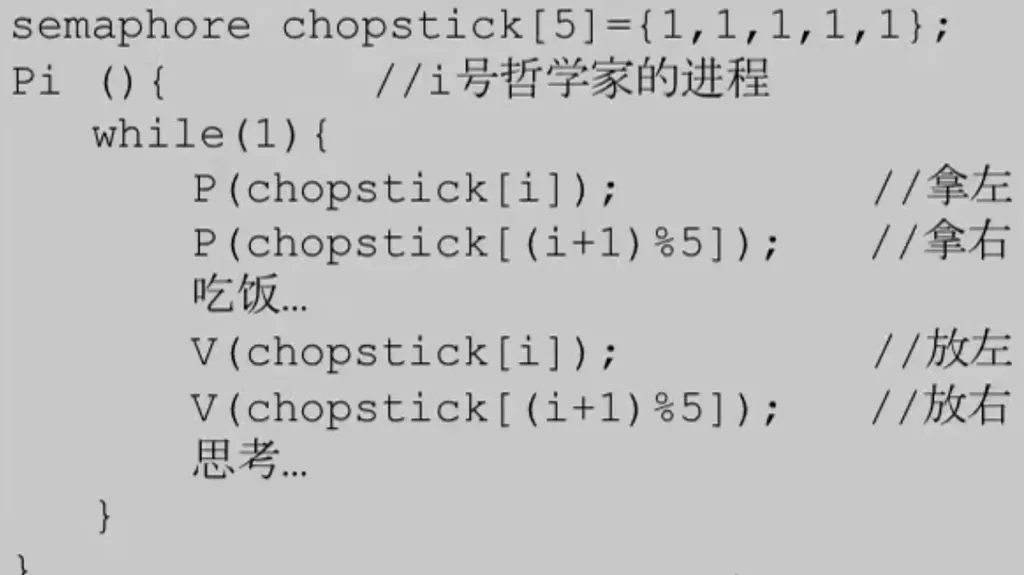 semaphore chopstick[5]={1,1,1,1,1};
Pi (){ //i号哲学家的进程
while(1){
P(chopstick[i]); //拿左
P(chopstick[(i+1)%5]); //拿右
吃饭…
V(chopstick[i]); //放左
V(chopstick[(i+1)%5]); //放右
思考…
}
}